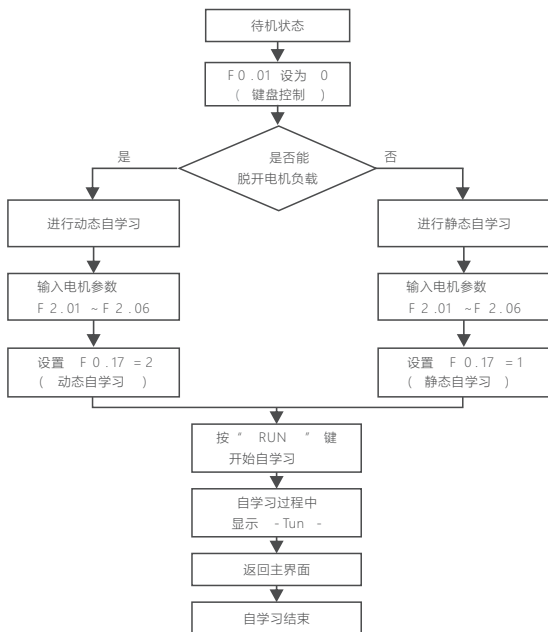 待机状态
F0.01 设为 0
( 键盘控制 )
是否能
脱开电机负载
是
否
进行动态自学习
进行静态自学习
输入电机参数
F2.01 ~F2.06
输入电机参数
F2.01 ~F2.06
设置 F0.17 =2
( 动态自学习 )
设置 F0.17 =1
( 静态自学习 )
按“ RUN ”键
开始自学习
自学习过程中
显示 -Tun -
返回主界面
自学习结束